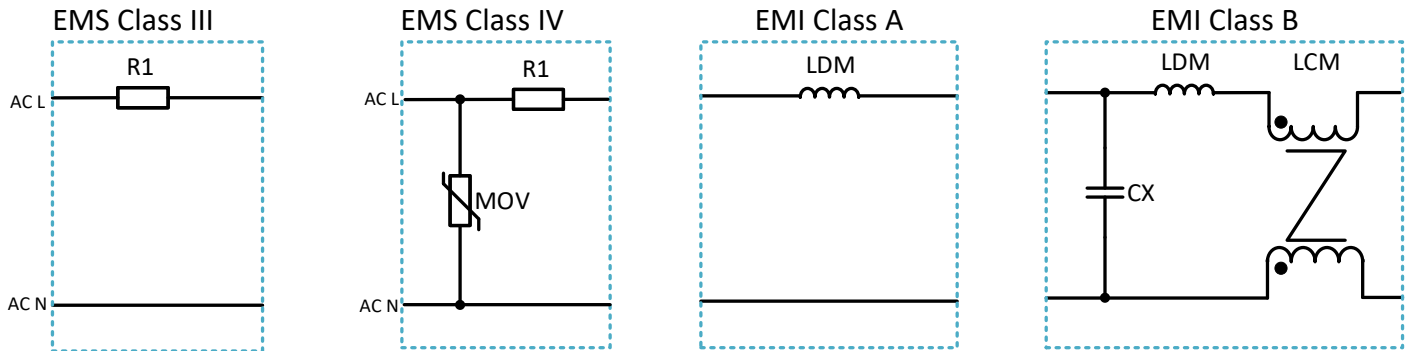 EMS Class III
EMS Class IV
EMI Class A
EMI Class B
R1
AC L
R1
AC L
MOV
LDM
LDM
LCM
CX
AC N
AC N